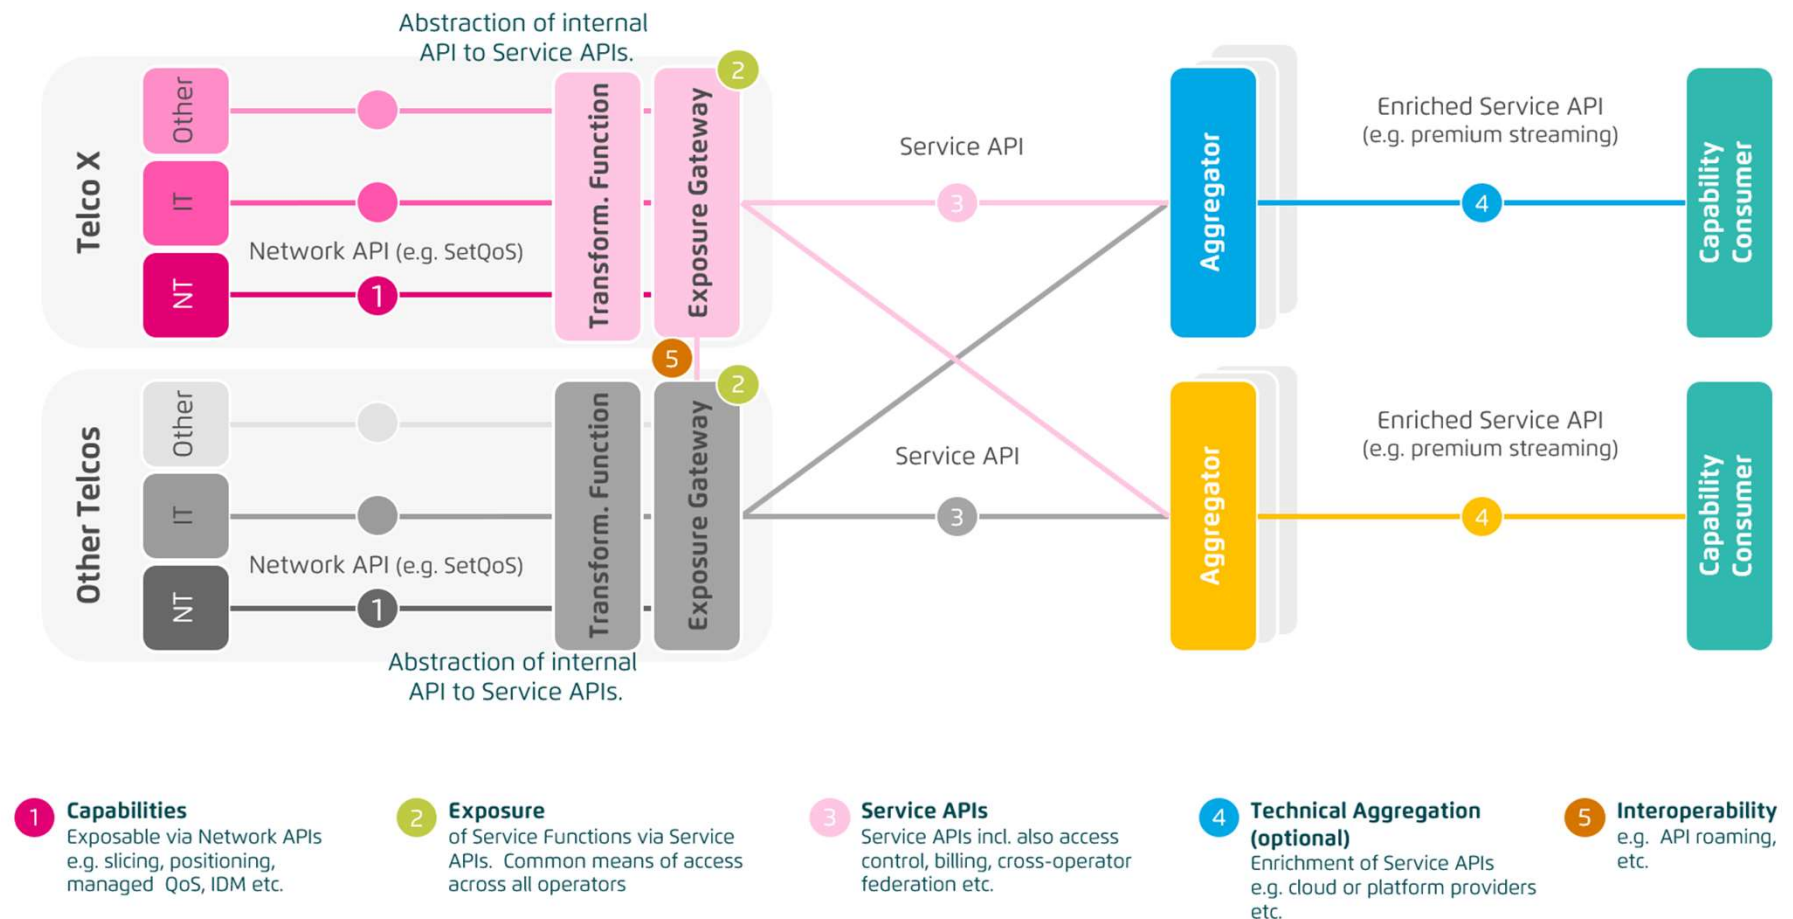 Abstraction of internal
API to Service APIs.
2
Telco X
Other
IT
NT
Network API (e.g. SetQoS)
1
Transform. Function
Exposure Gateway
Service API
3
Aggregator
Enriched Service API
(e.g. premium streaming)
4
Capability
Consumer
5
2
Other Telcos
Other
IT
NT
Network API (e.g. SetQoS)
1
Transform. Function
Exposure Gateway
Service API
3
Aggregator
Enriched Service API
(e.g. premium streaming)
4
Capability
Consumer
Abstraction of internal
API to Service APIs.
1
Capabilities
Exposable via Network APIs
e.g. slicing, positioning,
managed QoS, IDM etc.
2
Exposure
of Service Functions via Service
APIs. Common means of access
across all operators
3
Service APIs
Service APIs incl. also access
control, billing, cross-operator
federation etc.
4
Technical Aggregation
(optional)
Enrichment of Service APIs
e.g. cloud or platform providers
etc.
5
Interoperability
e.g. API roaming,
etc.